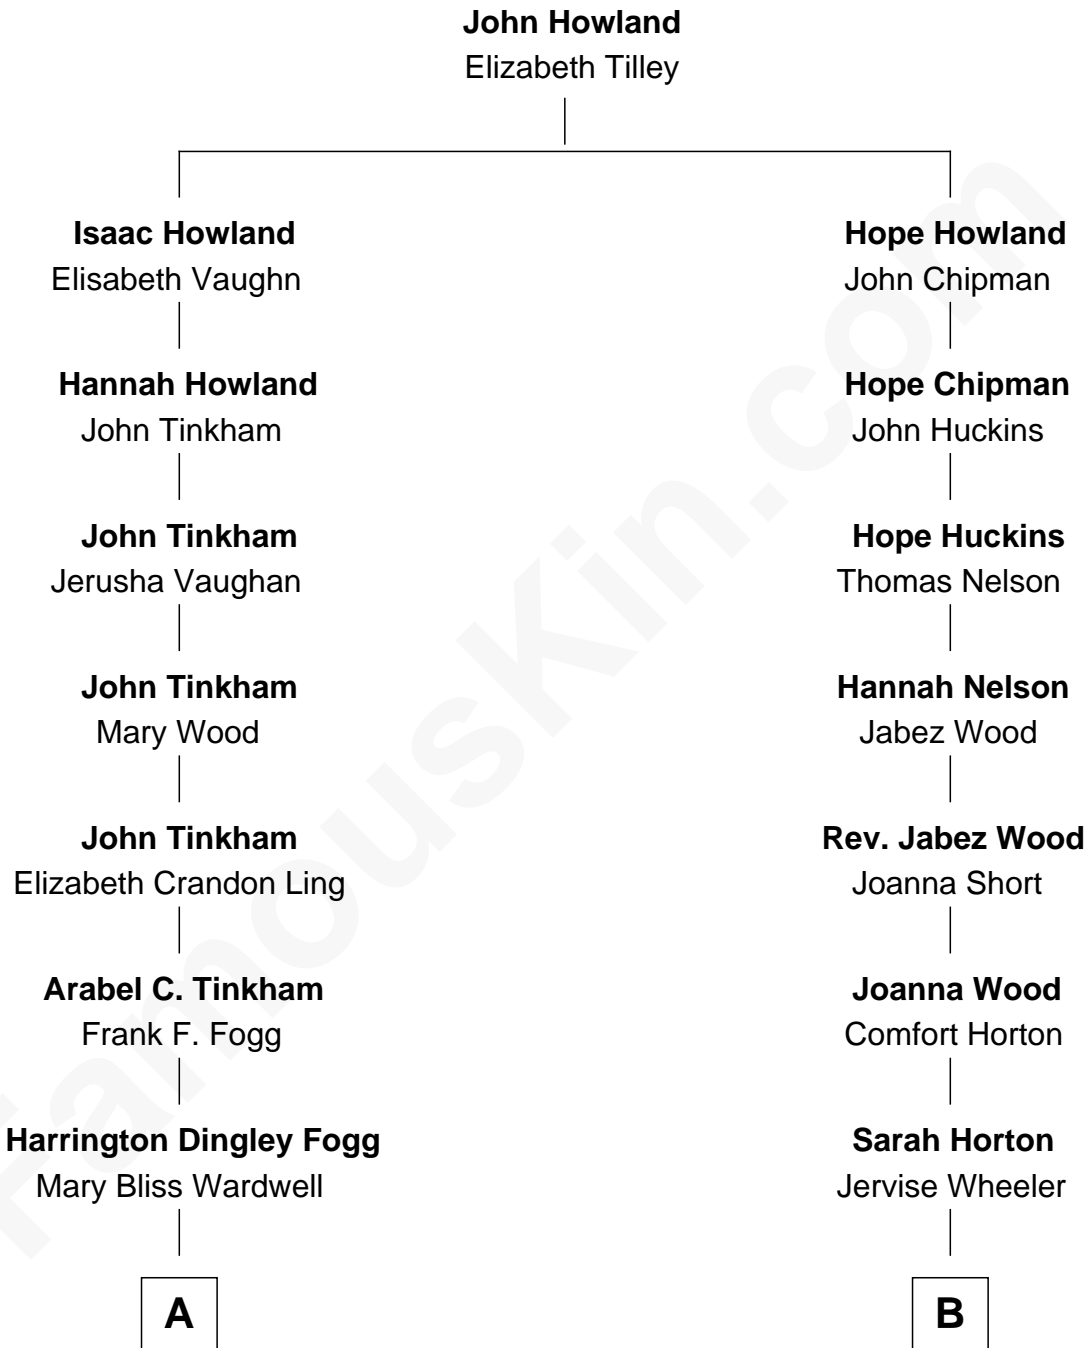 John Howland
Elizabeth Tilley
Isaac Howland
Elisabeth Vaughn
Hannah Howland
John Tinkham
John Tinkham
Jerusha Vaughan
John Tinkham
Mary Wood
John Tinkham
Elizabeth Crandon Ling
Arabel C. Tinkham
Frank F. Fogg
Harrington Dingley Fogg
Mary Bliss Wardwell
A
Hope Howland
John Chipman
Hope Chipman
John Huckins
Hope Huckins
Thomas Nelson
Hannah Nelson
Jabez Wood
Rev. Jabez Wood
Joanna Short
Joanna Wood
Comfort Horton
Sarah Horton
Jervise Wheeler
B
FamousKin.com